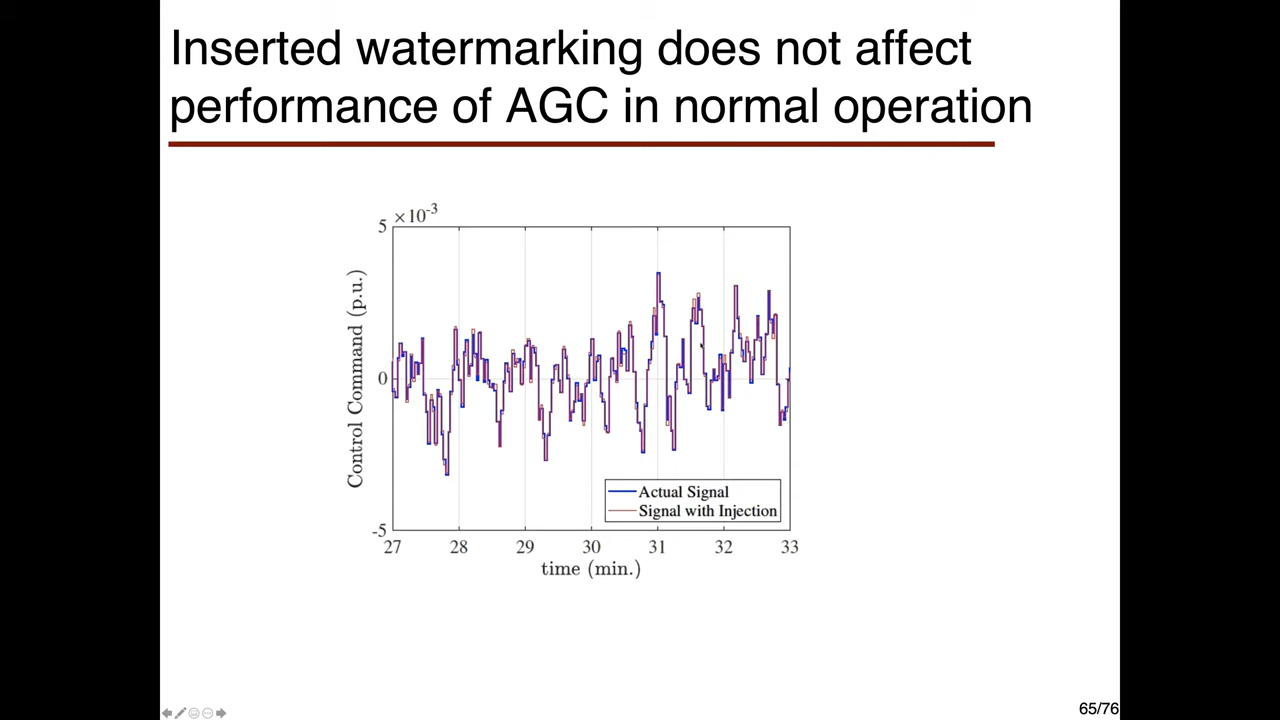 Inserted watermarking does not affect
performance of AGC in normal operation
×10-3
5
0
-5
Control Command (p.u.)
Actual Signal
Signal with Injection
27 28 29 30 31 32 33
time (min.)
65/76